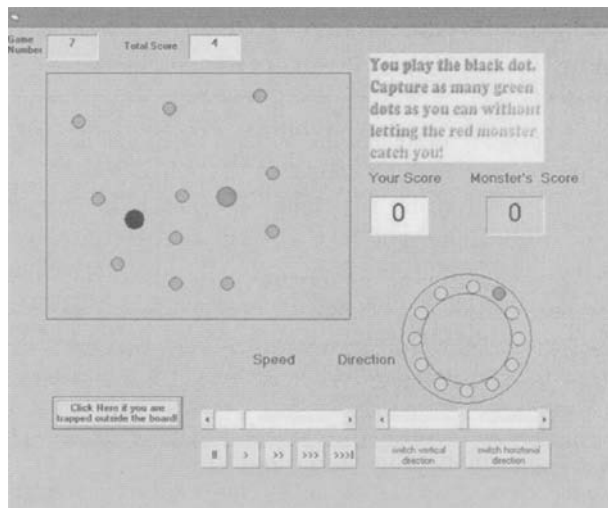 Game
Number
7
Total Score
4
You play the black dot.
Capture as many green
dots as you can without
letting the red monster
catch you!
Your Score
Monster's Score
0
0
Speed
Direction
Click Here if you are
trapped outside the board!
II
>
>>
>>>
>>>I
switch vertical
direction
switch horizontal
direction